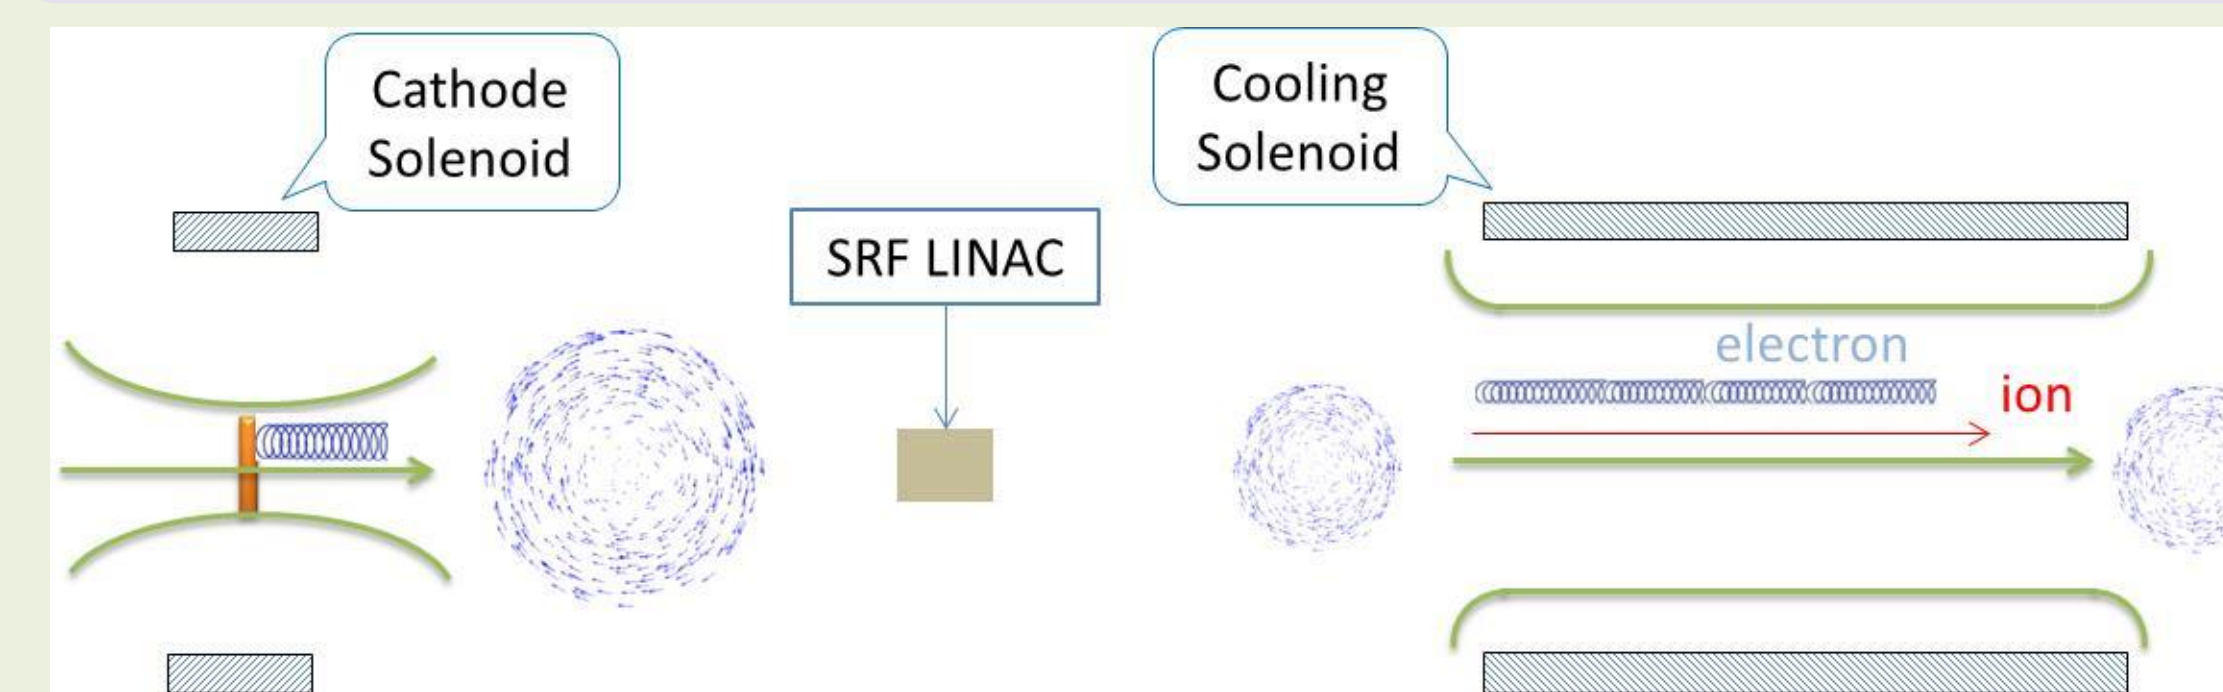 Cathode
Solenoid
Cooling
Solenoid
SRF LINAC
electron
ion